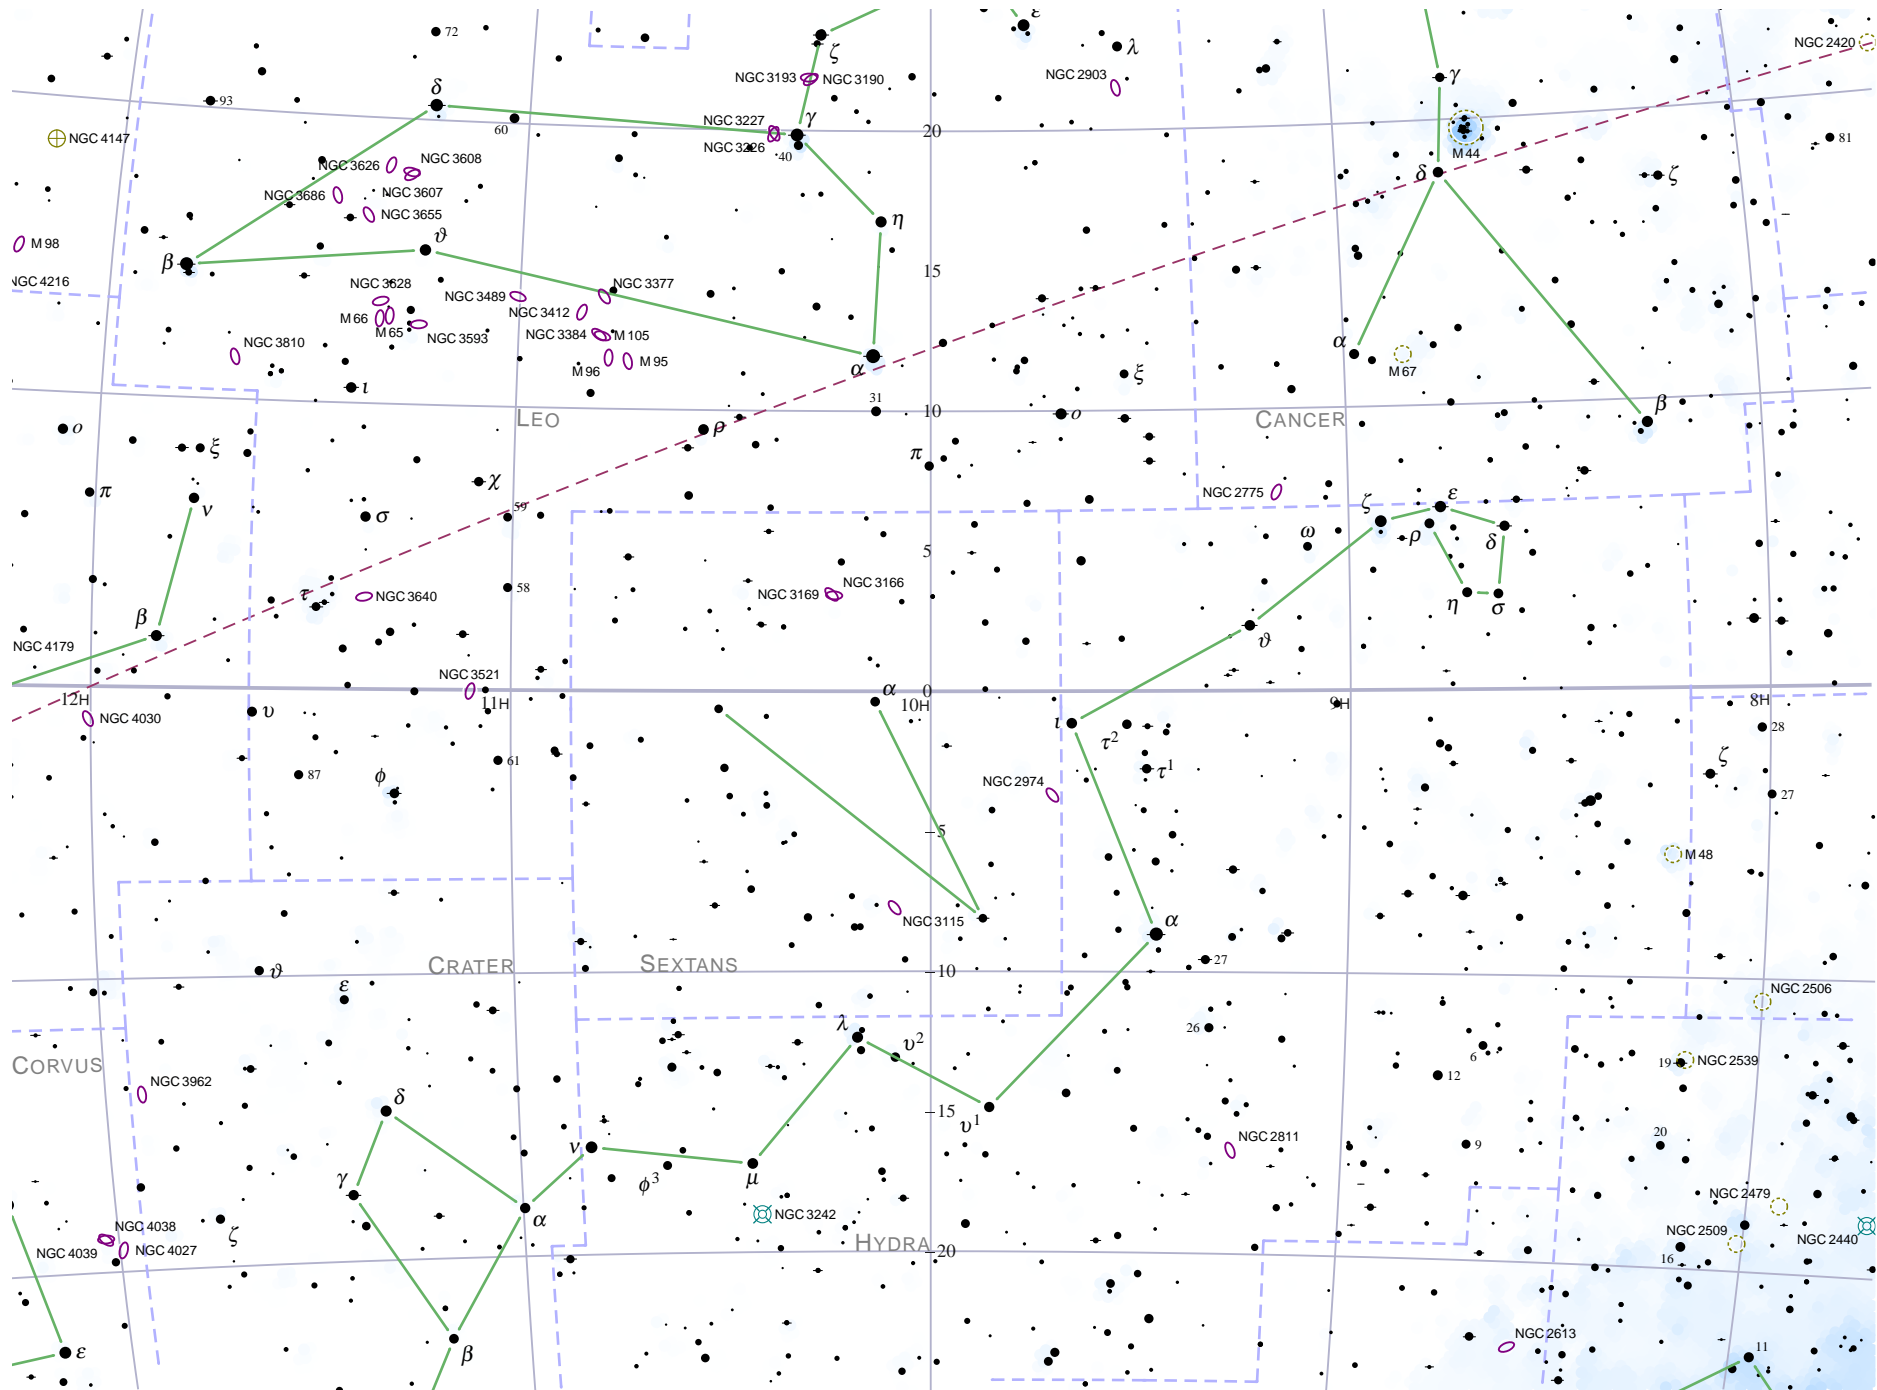 72
ε
λ
ζ
NGC 2420
NGC 3193
NGC 3190
NGC 2903
γ
δ
93
60
NGC 3227
γ
20
NGC 4147
NGC 3226
40
M 44
81
NGC 3626
NGC 3608
δ
ζ
NGC 3686
NGC 3607
NGC 3655
η
M 98
β
ϑ
15
NGC 4216
NGC 3628
NGC 3489
NGC 3377
NGC 3412
M 66
M 65
NGC 3593
NGC 3384
M 105
NGC 3810
M 96
M 95
α
α
M 67
ξ
ι
31
10
ο
β
LEO
CANCER
ο
ρ
ξ
π
χ
π
NGC 2775
ν
59
σ
ζ
ε
5
ω
ρ
δ
58
NGC 3166
τ
NGC 3640
NGC 3169
η
σ
β
ϑ
NGC 4179
NGC 3521
α
0
12H
11H
10H
9H
8H
NGC 4030
υ
ι
28
τ²
61
ζ
87
ϕ
τ¹
NGC 2974
27
−5
M 48
NGC 3115
α
27
CRATER
SEXTANS
ϑ
−10
ε
NGC 2506
λ
υ²
26
6
CORVUS
19
NGC 2539
NGC 3962
12
δ
−15
υ¹
20
ν
NGC 2811
9
γ
ϕ³
μ
NGC 2479
NGC 3242
α
NGC 4038
ζ
NGC 2509
NGC 4039
NGC 4027
HYDRA
−20
NGC 2440
16
NGC 2613
ε
β
11